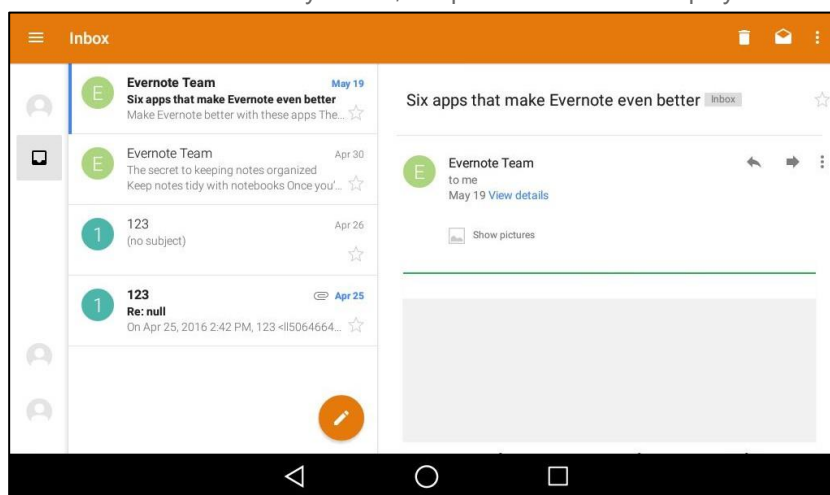 Inbox
E
Evernote Team May 19
Six apps that make Evernote even better
Make Evernote better with these apps The...
E
Evernote Team Apr 30
The secret to keeping notes organized
Keep notes tidy with notebooks Once you'...
1
123 Apr 26
(no subject)
1
123 Apr 25
Re: null
On Apr 25, 2016 2:42 PM, 123 <ll5064664...
Six apps that make Evernote even better Inbox
E
Evernote Team
to me
May 19 View details
Show pictures